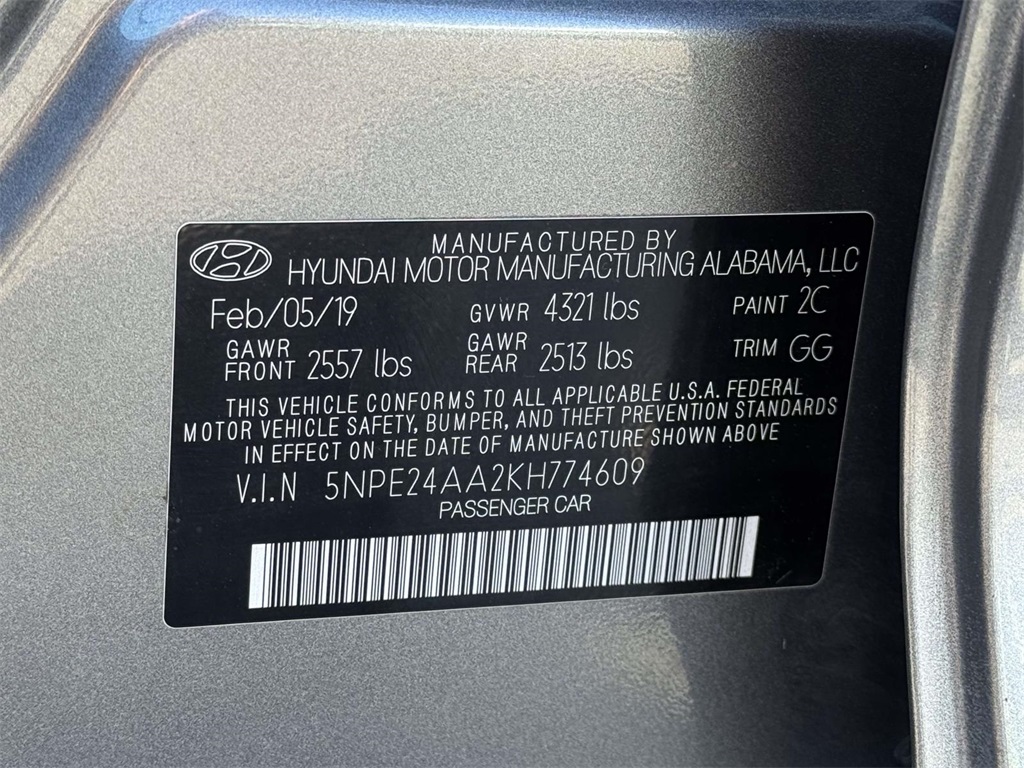 MANUFACTURED BY
HYUNDAI MOTOR MANUFACTURING ALABAMA, LLC
Feb/05/19 GVWR 4321 lbs PAINT 2C
GAWR FRONT 2557 lbs GAWR REAR 2513 lbs TRIM GG
THIS VEHICLE CONFORMS TO ALL APPLICABLE U.S.A. FEDERAL
MOTOR VEHICLE SAFETY, BUMPER, AND THEFT PREVENTION STANDARDS
IN EFFECT ON THE DATE OF MANUFACTURE SHOWN ABOVE
V.I.N 5NPE24AA2KH774609
PASSENGER CAR